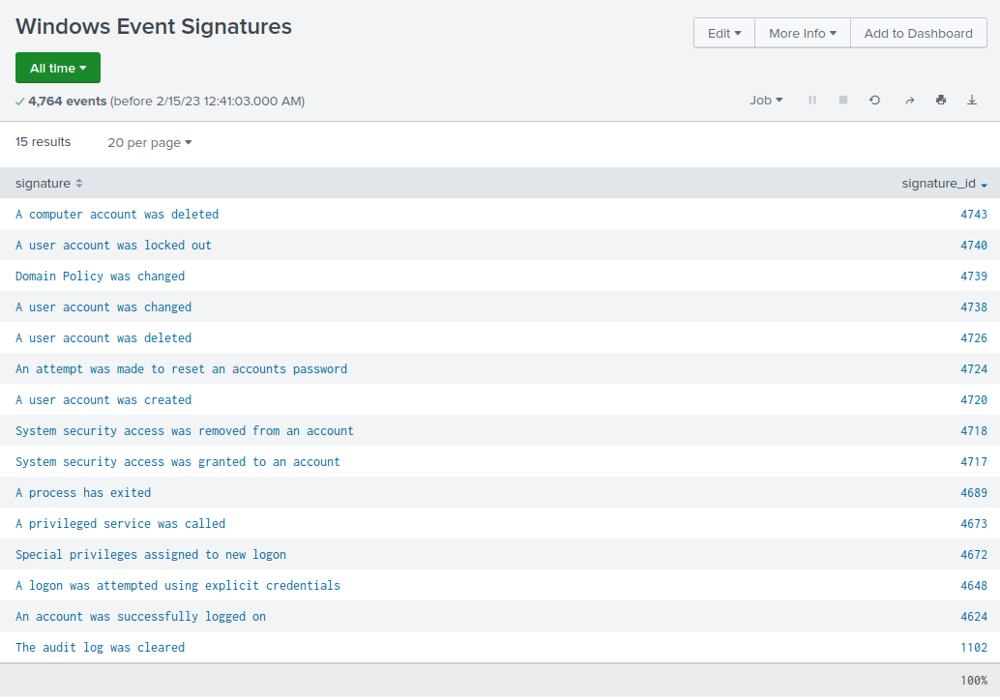 Windows Event Signatures
Edit More Info Add to Dashboard
All time
4,764 events (before 2/15/23 12:41:03.000 AM)
Job
15 results 20 per page
signature signature_id
A computer account was deleted 4743
A user account was locked out 4740
Domain Policy was changed 4739
A user account was changed 4738
A user account was deleted 4726
An attempt was made to reset an accounts password 4724
A user account was created 4720
System security access was removed from an account 4718
System security access was granted to an account 4717
A process has exited 4689
A privileged service was called 4673
Special privileges assigned to new logon 4672
A logon was attempted using explicit credentials 4648
An account was successfully logged on 4624
The audit log was cleared 1102
100%